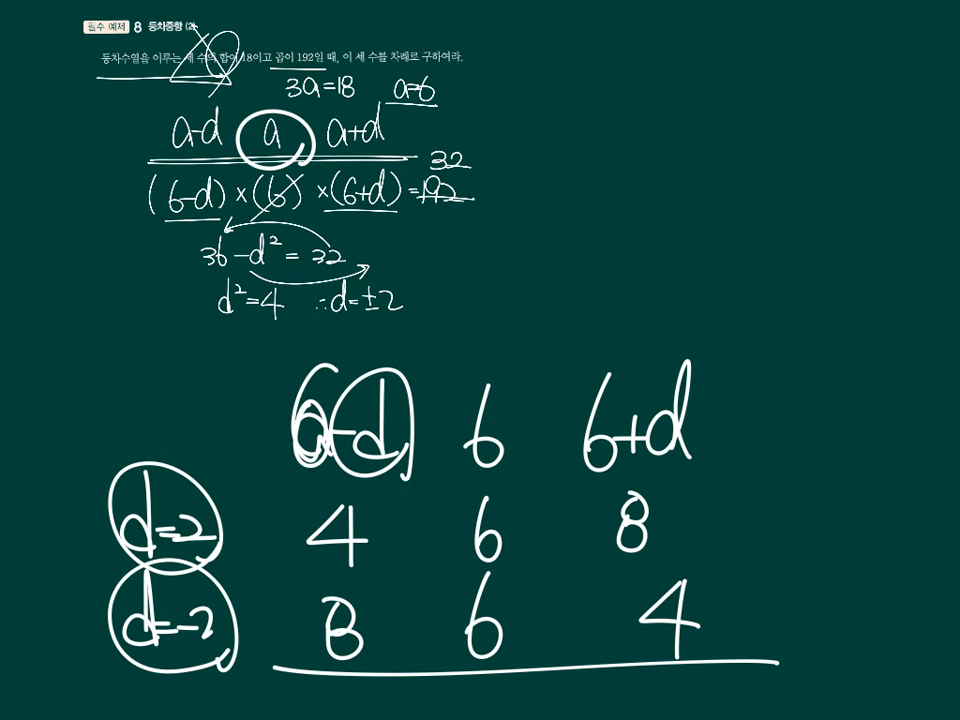 필수 예제 8 등차중항 (2)
등차수열을 이루는 세 수의 합이 18이고 곱이 192일 때, 이 세 수를 차례로 구하여라.
3a=18 a=6
a-d a a+d
32
(6-d)×(6)×(6+d)=192
36-d²=32
d²=4 ∴d=±2
6-d 6 6+d
d=2 4 6 8
d=-2 8 6 4